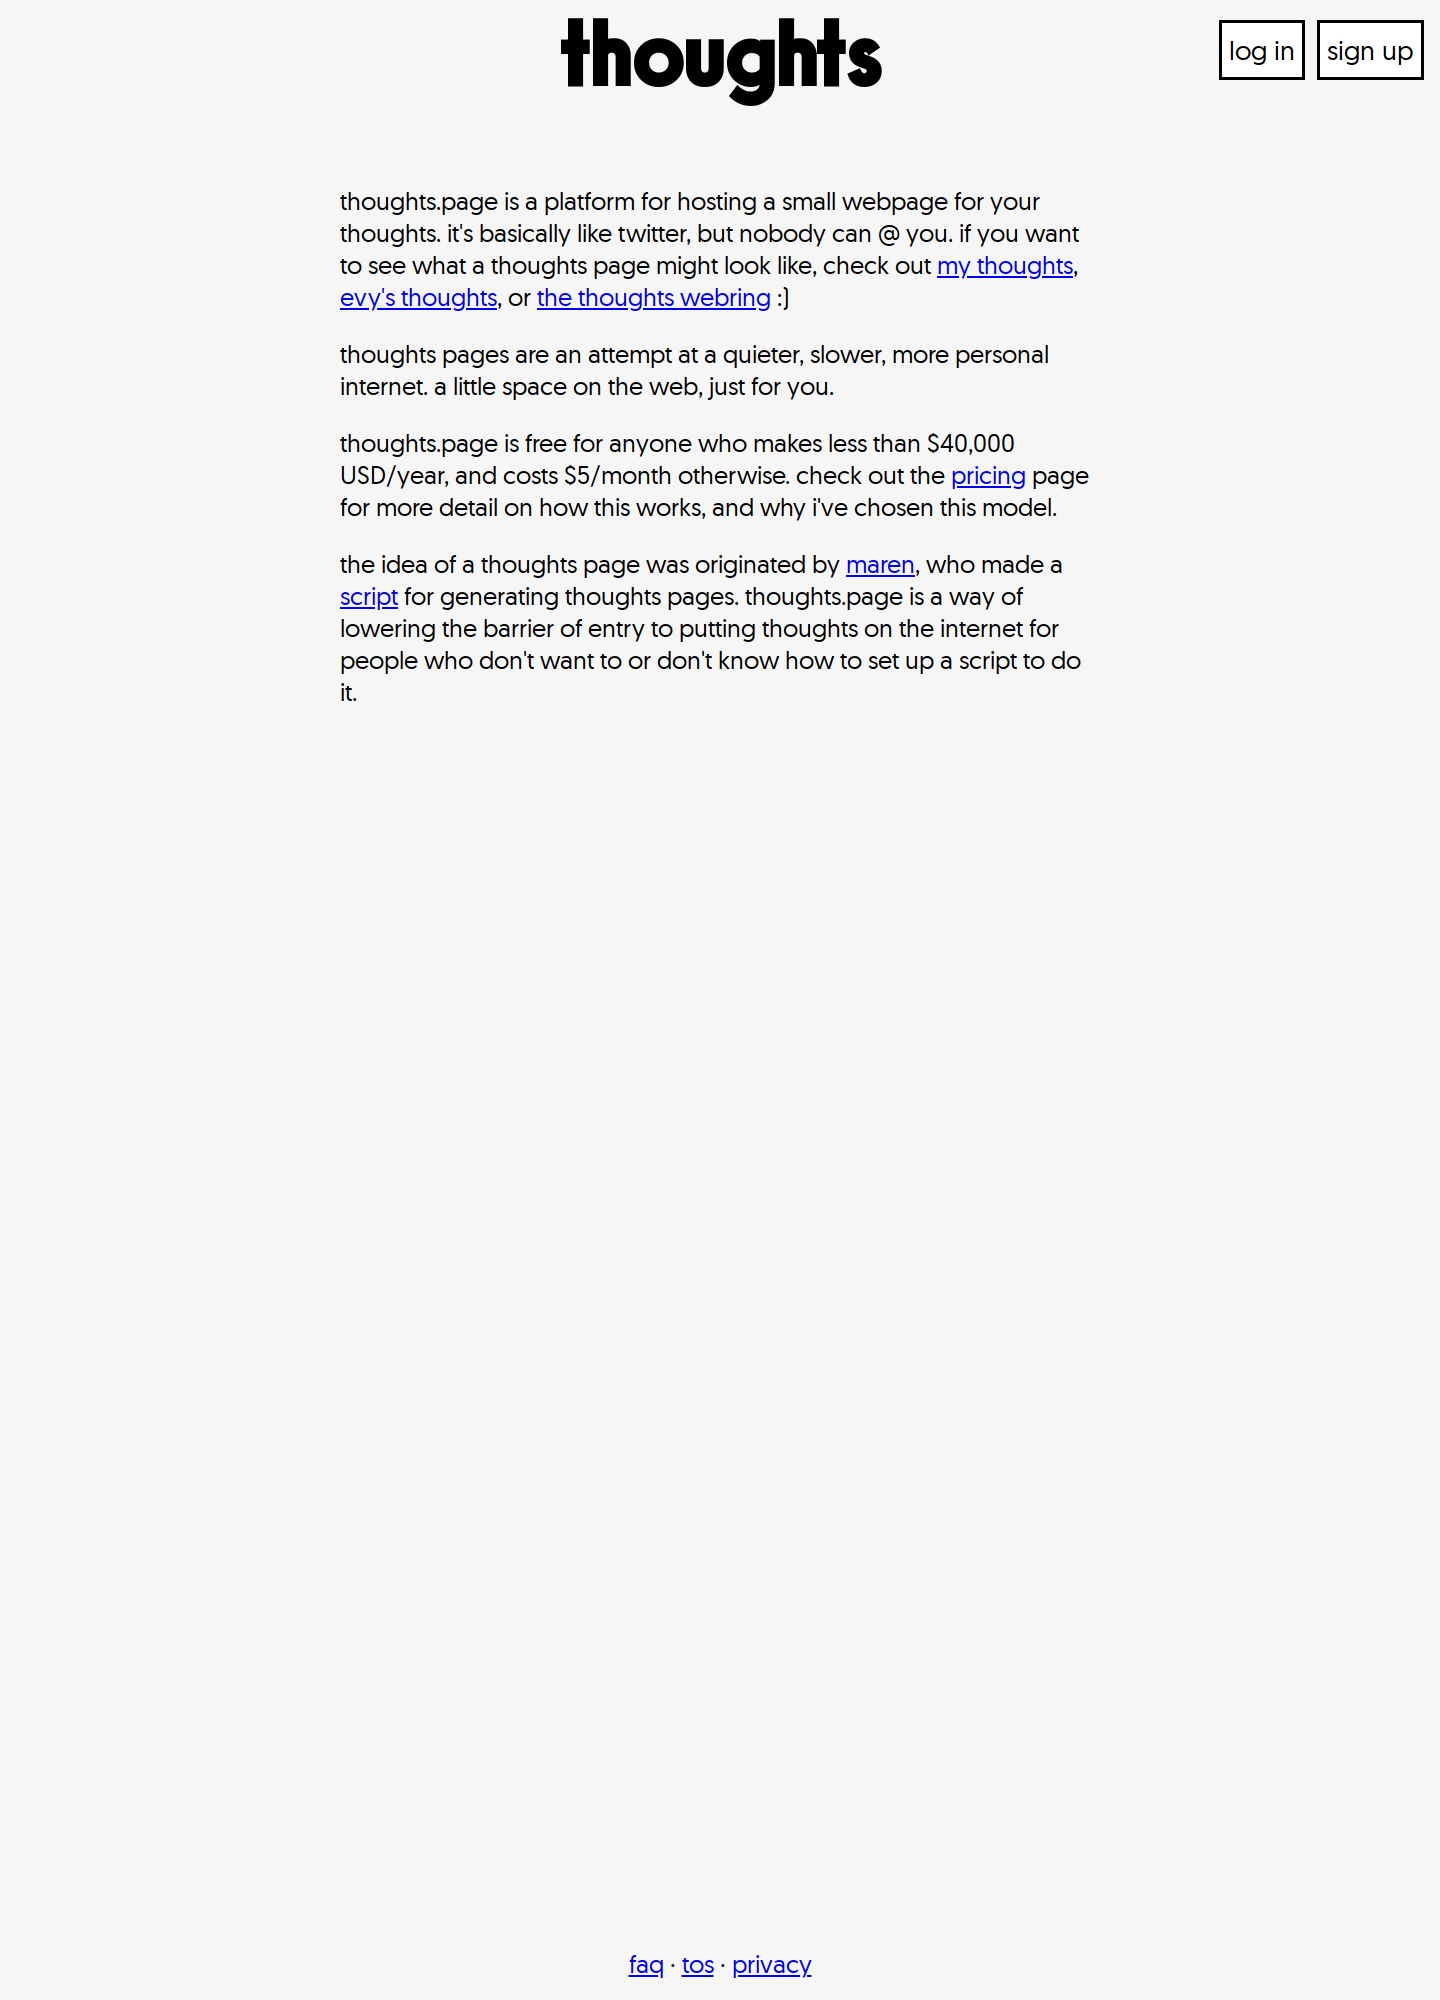 thoughts
log in
sign up
thoughts.page is a platform for hosting a small webpage for your
thoughts. it's basically like twitter, but nobody can @ you. if you want
to see what a thoughts page might look like, check out my thoughts,
evy's thoughts, or the thoughts webring :)
thoughts pages are an attempt at a quieter, slower, more personal
internet. a little space on the web, just for you.
thoughts.page is free for anyone who makes less than $40,000
USD/year, and costs $5/month otherwise. check out the pricing page
for more detail on how this works, and why i've chosen this model.
the idea of a thoughts page was originated by maren, who made a
script for generating thoughts pages. thoughts.page is a way of
lowering the barrier of entry to putting thoughts on the internet for
people who don't want to or don't know how to set up a script to do
it.
faq · tos · privacy